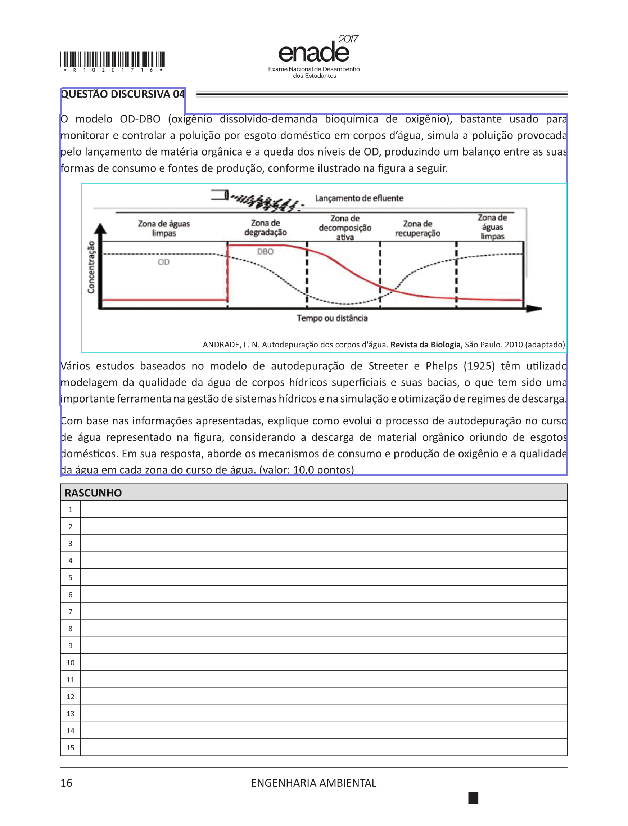 * R 1 0 2 0 1 7 1 6 *
enade 2017
Exame Nacional de Desempenho
dos Estudantes
QUESTÃO DISCURSIVA 04
O modelo OD-DBO (oxigênio dissolvido-demanda bioquímica de oxigênio), bastante usado para
monitorar e controlar a poluição por esgoto doméstico em corpos d’água, simula a poluição provocada
pelo lançamento de matéria orgânica e a queda dos níveis de OD, produzindo um balanço entre as suas
formas de consumo e fontes de produção, conforme ilustrado na figura a seguir.
Lançamento de efluente
Zona de águas
limpas
Zona de
degradação
Zona de
decomposição
ativa
Zona de
recuperação
Zona de
águas
limpas
Concentração
OD
DBO
Tempo ou distância
ANDRADE, L. N. Autodepuração dos corpos d'água. Revista da Biologia, São Paulo. 2010 (adaptado)
Vários estudos baseados no modelo de autodepuração de Streeter e Phelps (1925) têm utilizado
modelagem da qualidade da água de corpos hídricos superficiais e suas bacias, o que tem sido uma
importante ferramenta na gestão de sistemas hídricos e na simulação e otimização de regimes de descarga.
Com base nas informações apresentadas, explique como evolui o processo de autodepuração no curso
de água representado na figura, considerando a descarga de material orgânico oriundo de esgotos
domésticos. Em sua resposta, aborde os mecanismos de consumo e produção de oxigênio e a qualidade
da água em cada zona do curso de água. (valor: 10,0 pontos)
RASCUNHO
1
2
3
4
5
6
7
8
9
10
11
12
13
14
15
16
ENGENHARIA AMBIENTAL